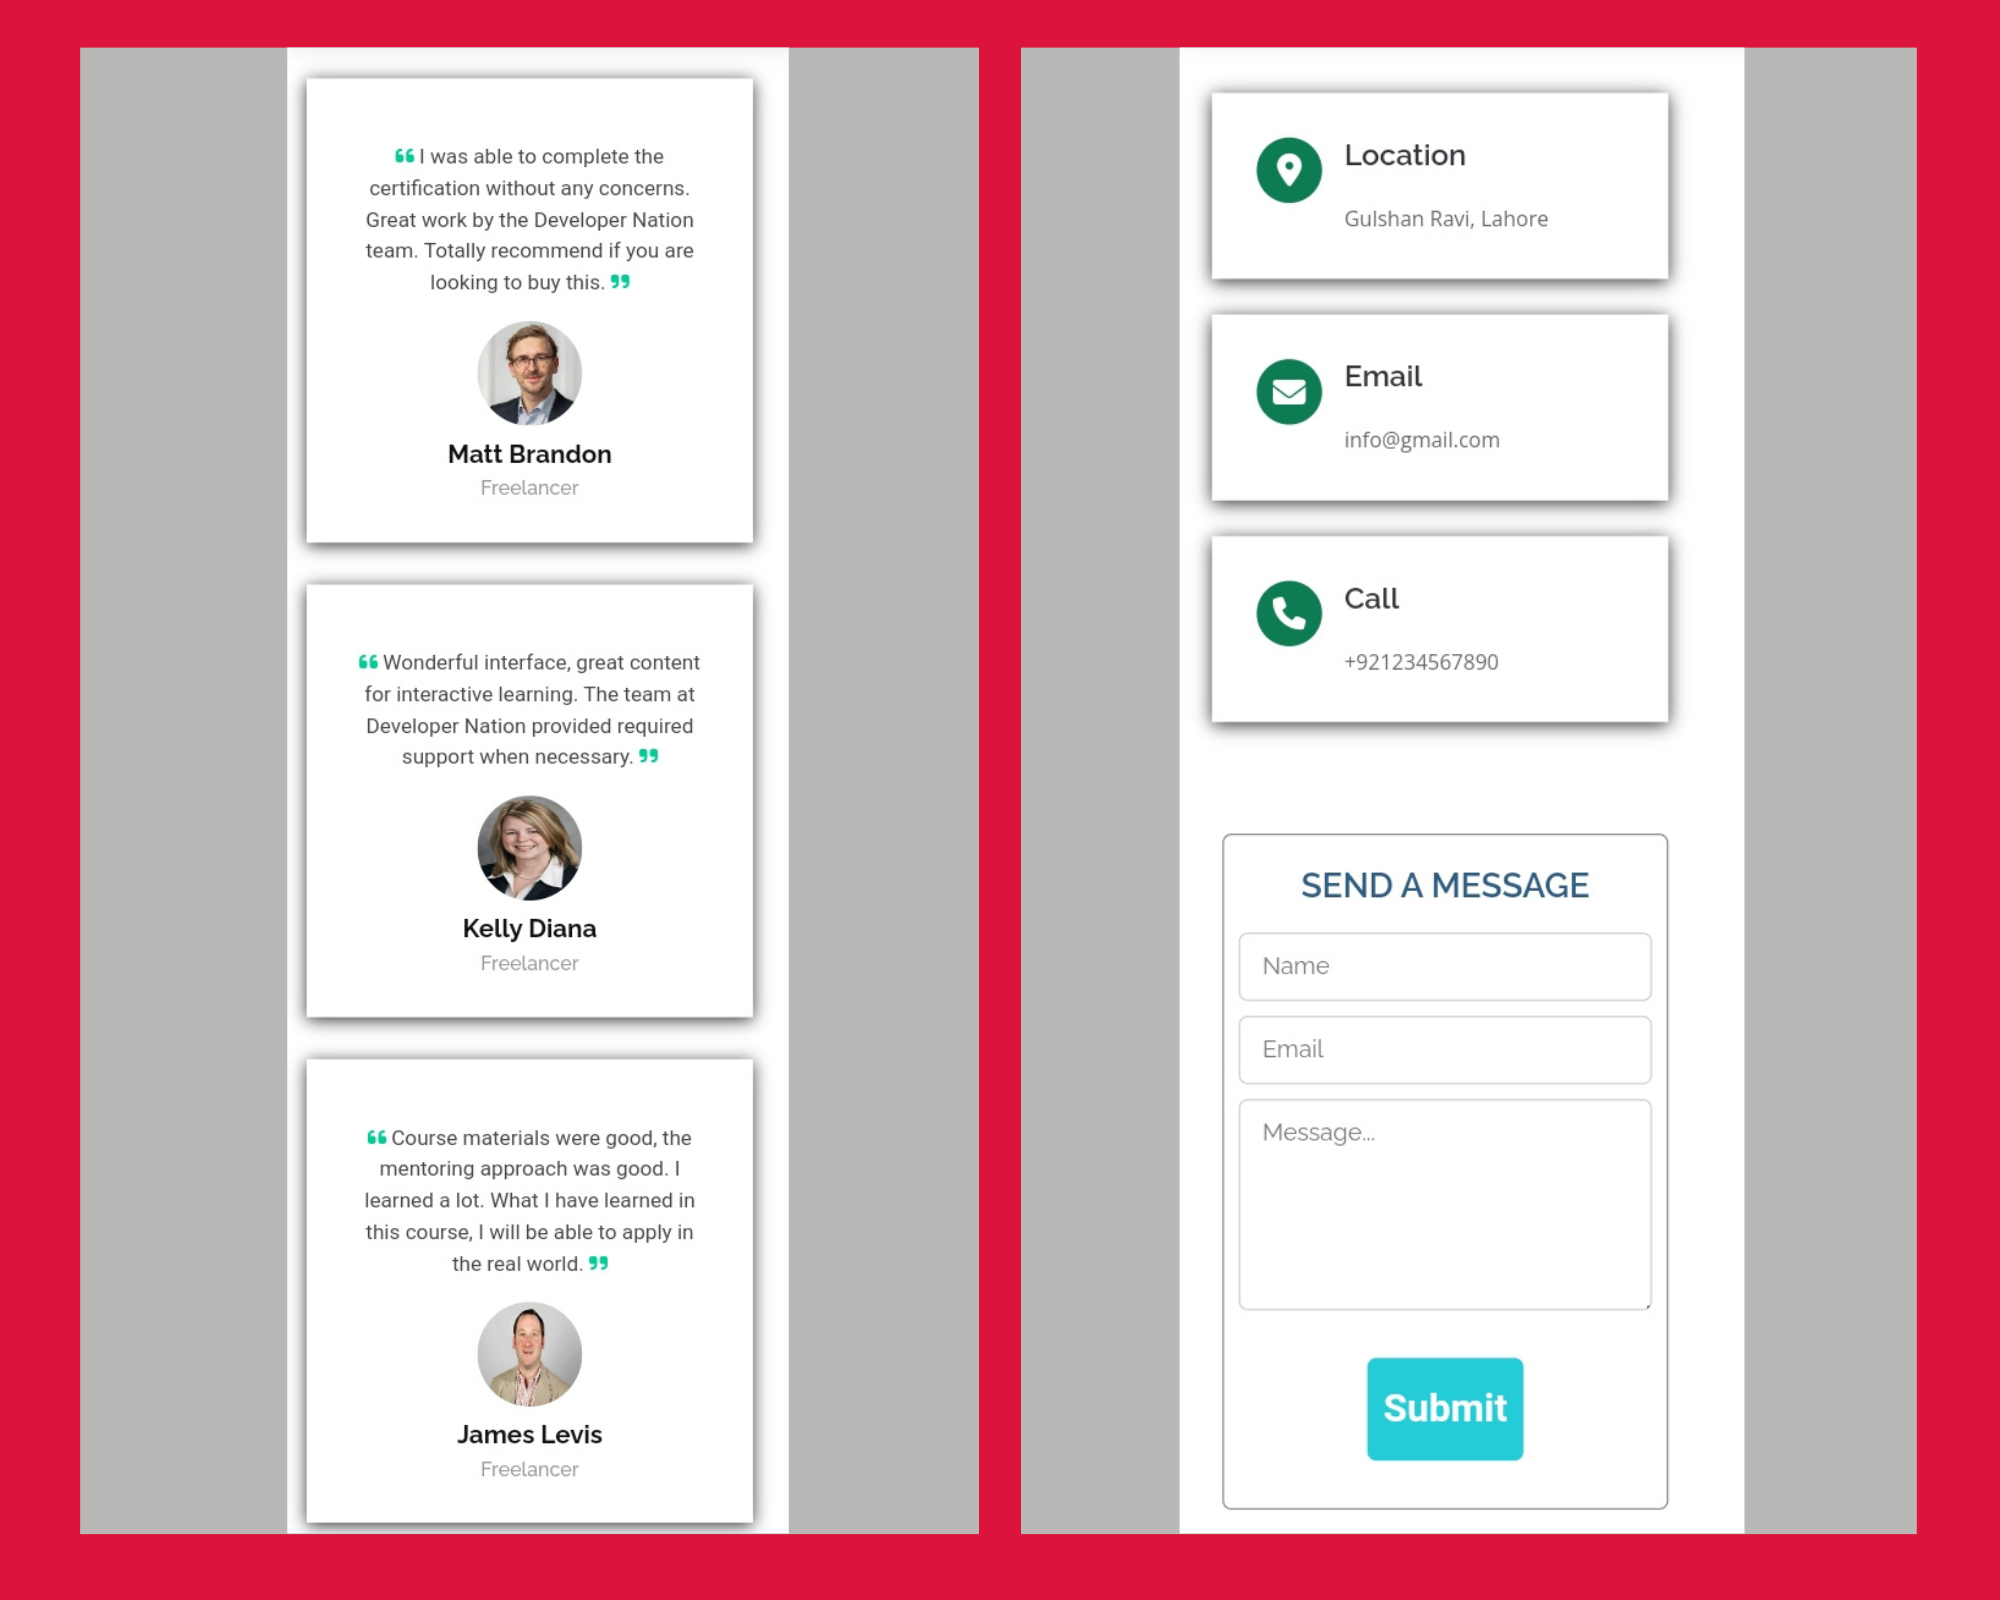 I was able to complete the
certification without any concerns.
Great work by the Developer Nation
team. Totally recommend if you are
looking to buy this.
Matt Brandon
Freelancer
Wonderful interface, great content
for interactive learning. The team at
Developer Nation provided required
support when necessary.
Kelly Diana
Freelancer
Course materials were good, the
mentoring approach was good. I
learned a lot. What I have learned in
this course, I will be able to apply in
the real world.
James Levis
Freelancer
Location
Gulshan Ravi, Lahore
Email
info@gmail.com
Call
+921234567890
SEND A MESSAGE
Name
Email
Message...
Submit